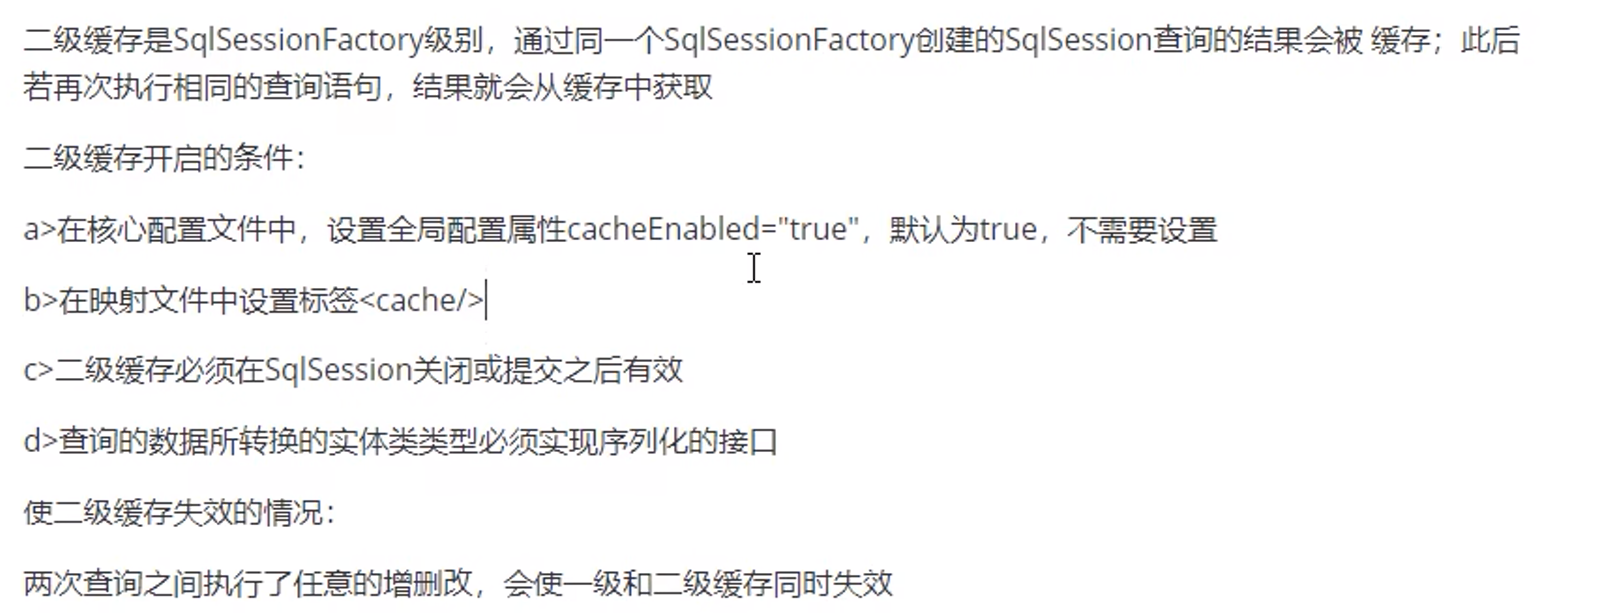 二级缓存是SqlSessionFactory级别，通过同一个SqlSessionFactory创建的SqlSession查询的结果会被 缓存；此后
若再次执行相同的查询语句，结果就会从缓存中获取
二级缓存开启的条件：
a>在核心配置文件中，设置全局配置属性cacheEnabled="true"，默认为true，不需要设置
b>在映射文件中设置标签<cache/>
c>二级缓存必须在SqlSession关闭或提交之后有效
d>查询的数据所转换的实体类类型必须实现序列化的接口
使二级缓存失效的情况：
两次查询之间执行了任意的增删改，会使一级和二级缓存同时失效